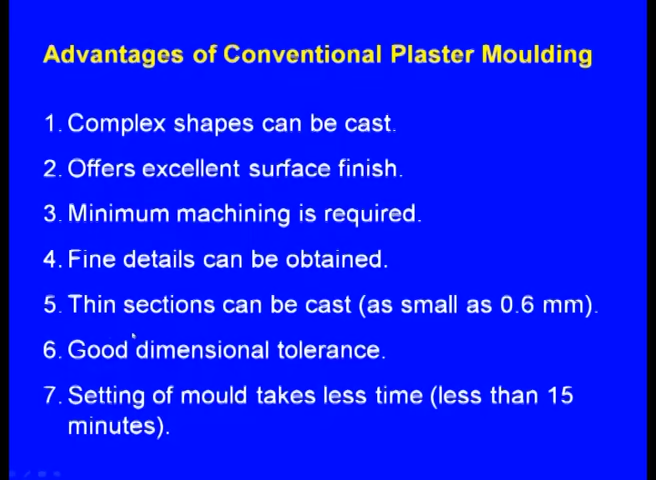 Advantages of Conventional Plaster Moulding
1. Complex shapes can be cast.
2. Offers excellent surface finish.
3. Minimum machining is required.
4. Fine details can be obtained.
5. Thin sections can be cast (as small as 0.6 mm).
6. Good dimensional tolerance.
7. Setting of mould takes less time (less than 15
minutes).